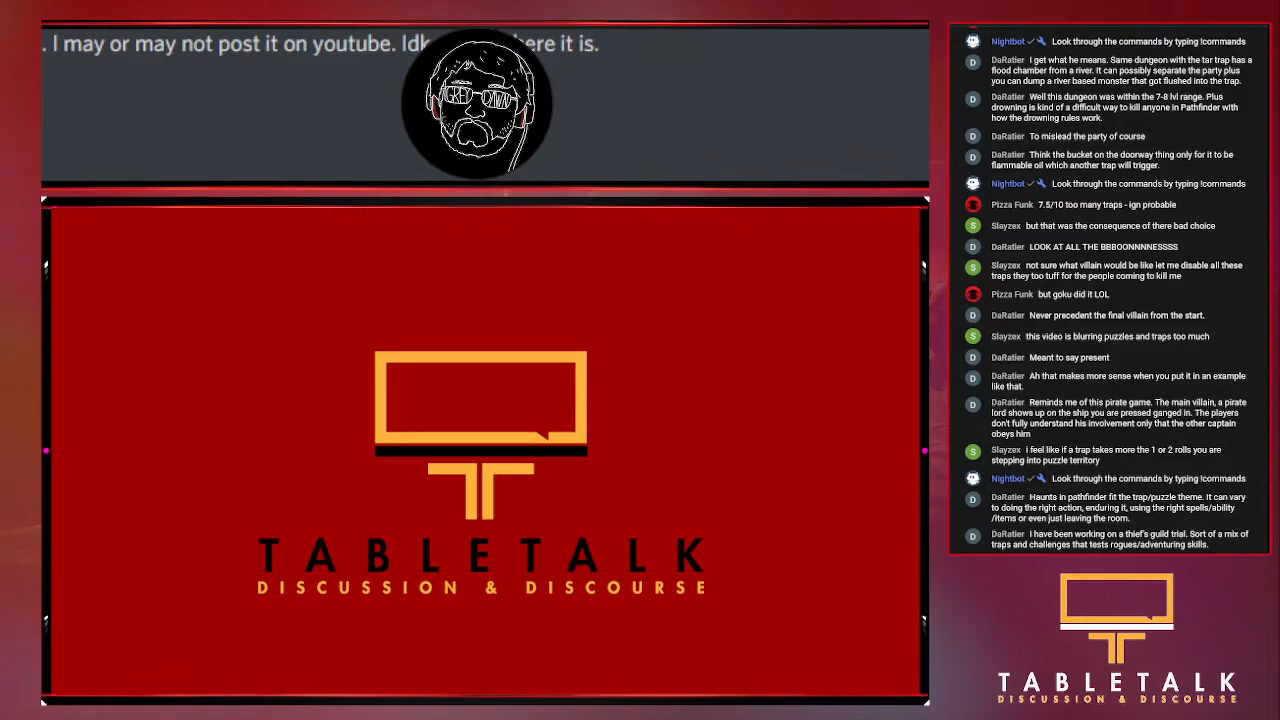 . I may or may not post it on youtube. Idk
here it is.
GET DOWN
TABLETALK
DISCUSSION & DISCOURSE
Nightbot Look through the commands by typing !commands
DaRatier I get what he means. Same dungeon with the tar trap has a
flood chamber from a river. It can possibly separate the party plus
you can dump a river based monster that got flushed into the trap.
DaRatier Well this dungeon was within the 7-8 lvl range. Plus
drowning is kind of a difficult way to kill anyone in Pathfinder with
how the drowning rules work.
DaRatier To mislead the party of course
DaRatier Think the bucket on the doorway thing only for it to be
flammable oil which another trap will trigger.
Nightbot Look through the commands by typing !commands
Pizza Funk 7.5/10 too many traps - ign probable
Slayzex but that was the consequence of there bad choice
DaRatier LOOK AT ALL THE BBBOONNNNESSSS
Slayzex not sure what villain would be like let me disable all these
traps they too tuff for the people coming to kill me
Pizza Funk but goku did it LOL
DaRatier Never precedent the final villain from the start.
Slayzex this video is blurring puzzles and traps too much
DaRatier Meant to say present
DaRatier Ah that makes more sense when you put it in an example
like that.
DaRatier Reminds me of this pirate game. The main villain, a pirate
lord shows up on the ship you are pressed ganged in. The players
don't fully understand his involvement only that the other captain
obeys him
Slayzex i feel like if a trap takes more the 1 or 2 rolls you are
stepping into puzzle territory
Nightbot Look through the commands by typing !commands
DaRatier Haunts in pathfinder fit the trap/puzzle theme. It can vary
to doing the right action, enduring it, using the right spells/ability
/items or even just leaving the room.
DaRatier I have been working on a thief's guild trial. Sort of a mix of
traps and challenges that tests rogues/adventuring skills.
TABLETALK
DISCUSSION & DISCOURSE